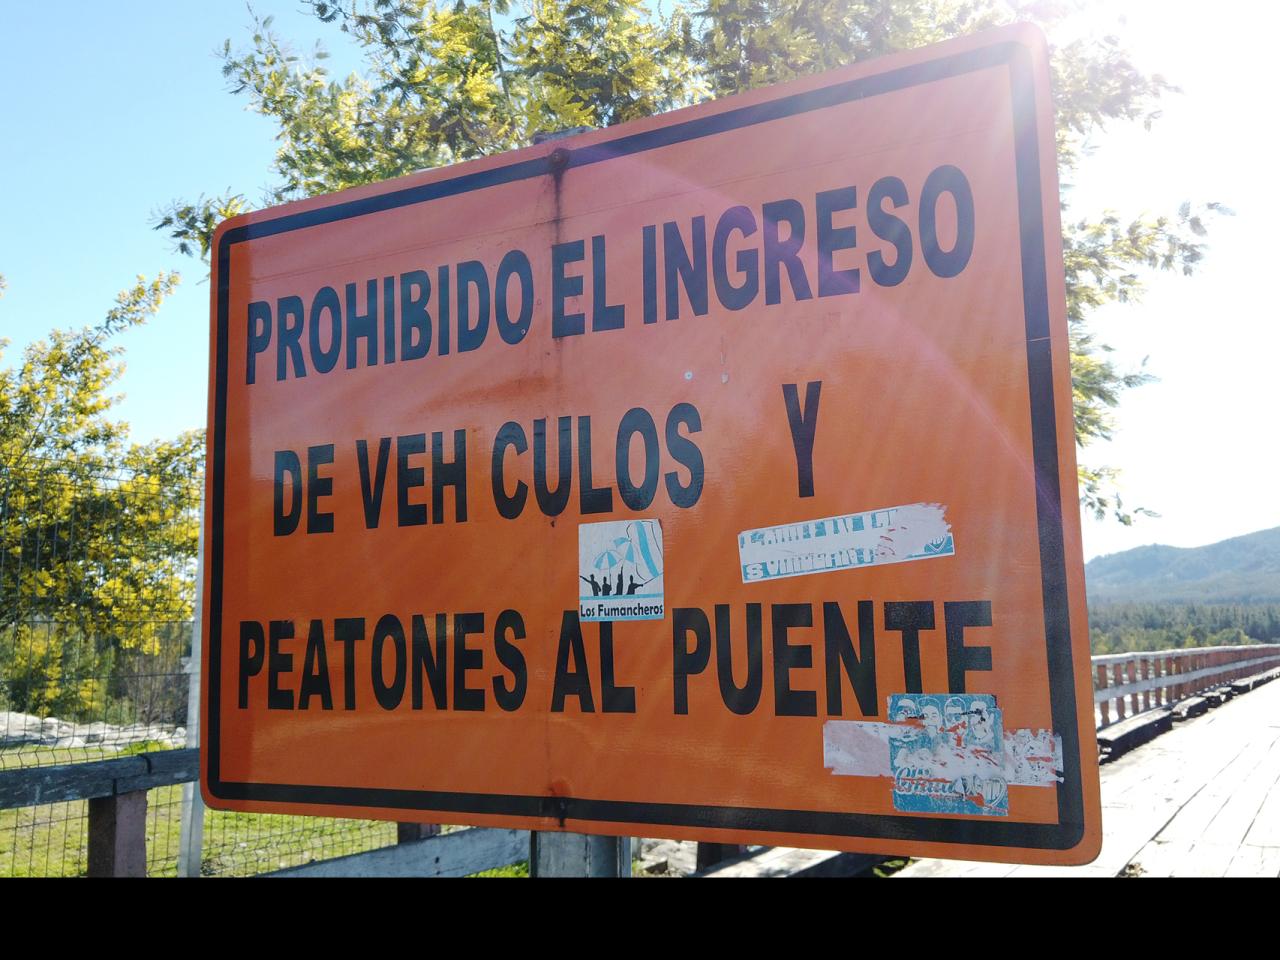 PROHIBIDO EL INGRESO
DE VEH CULOS Y
Los Fumancheros
PEATONES AL PUENTE